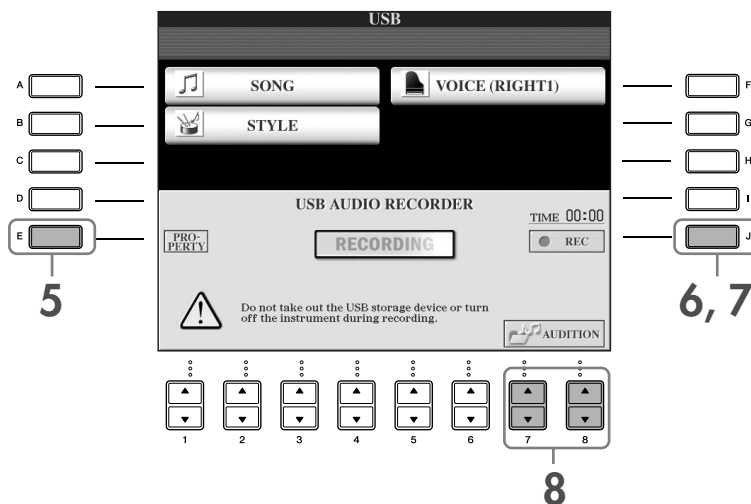 USB
SONG
VOICE (RIGHT1)
STYLE
A
B
C
D
E
F
G
H
I
J
USB AUDIO RECORDER
TIME 00:00
PRO-
PERTY
RECORDING
REC
Do not take out the USB storage device or turn
off the instrument during recording.
AUDITION
5
6, 7
1 2 3 4 5 6 7 8
8